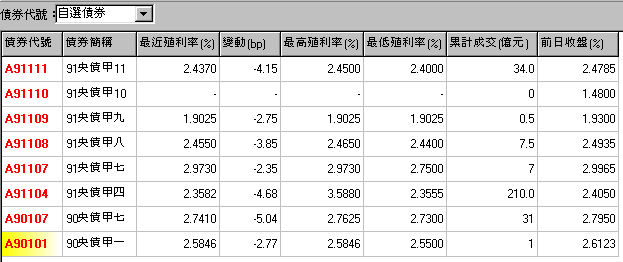 債券代號：自選債券
債券代號 債券簡稱 最近殖利率(%) 變動(bp) 最高殖利率(%) 最低殖利率(%) 累計成交(億元) 前日收盤(%)
A91111 91央債甲11 2.4370 -4.15 2.4500 2.4000 34.0 2.4785
A91110 91央債甲10 - - - - 0 1.4800
A91109 91央債甲九 1.9025 -2.75 1.9025 1.9025 0.5 1.9300
A91108 91央債甲八 2.4550 -3.85 2.4650 2.4400 7.5 2.4935
A91107 91央債甲七 2.9730 -2.35 2.9730 2.7500 7 2.9965
A91104 91央債甲四 2.3582 -4.68 3.5880 2.3555 210.0 2.4050
A90107 90央債甲七 2.7410 -5.04 2.7625 2.7300 31 2.7950
A90101 90央債甲一 2.5846 -2.77 2.5846 2.5500 1 2.6123